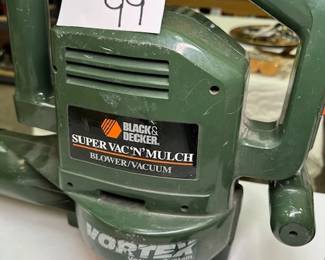 99
BLACK&
DECKER.
SUPER VAC 'N' MULCH
BLOWER/VACUUM
VORTEX